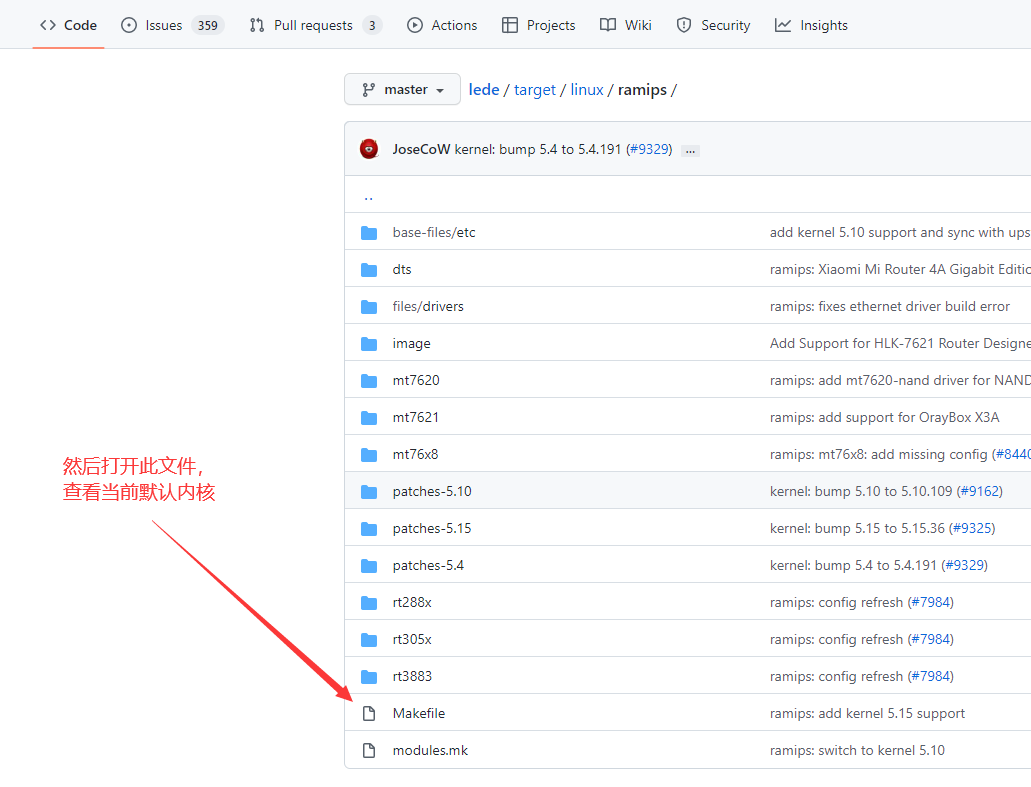 Code Issues 359 Pull requests 3 Actions Projects Wiki Security Insights
master lede / target / linux / ramips /
JoseCoW kernel: bump 5.4 to 5.4.191 (#9329) ...
..
base-files/etc add kernel 5.10 support and sync with ups
dts ramips: Xiaomi Mi Router 4A Gigabit Editio
files/drivers ramips: fixes ethernet driver build error
image Add Support for HLK-7621 Router Designe
mt7620 ramips: add mt7620-nand driver for NAND
mt7621 ramips: add support for OrayBox X3A
mt76x8 ramips: mt76x8: add missing config (#8440
然后打开此文件，
查看当前默认内核
patches-5.10 kernel: bump 5.10 to 5.10.109 (#9162)
patches-5.15 kernel: bump 5.15 to 5.15.36 (#9325)
patches-5.4 kernel: bump 5.4 to 5.4.191 (#9329)
rt288x ramips: config refresh (#7984)
rt305x ramips: config refresh (#7984)
rt3883 ramips: config refresh (#7984)
Makefile ramips: add kernel 5.15 support
modules.mk ramips: switch to kernel 5.10